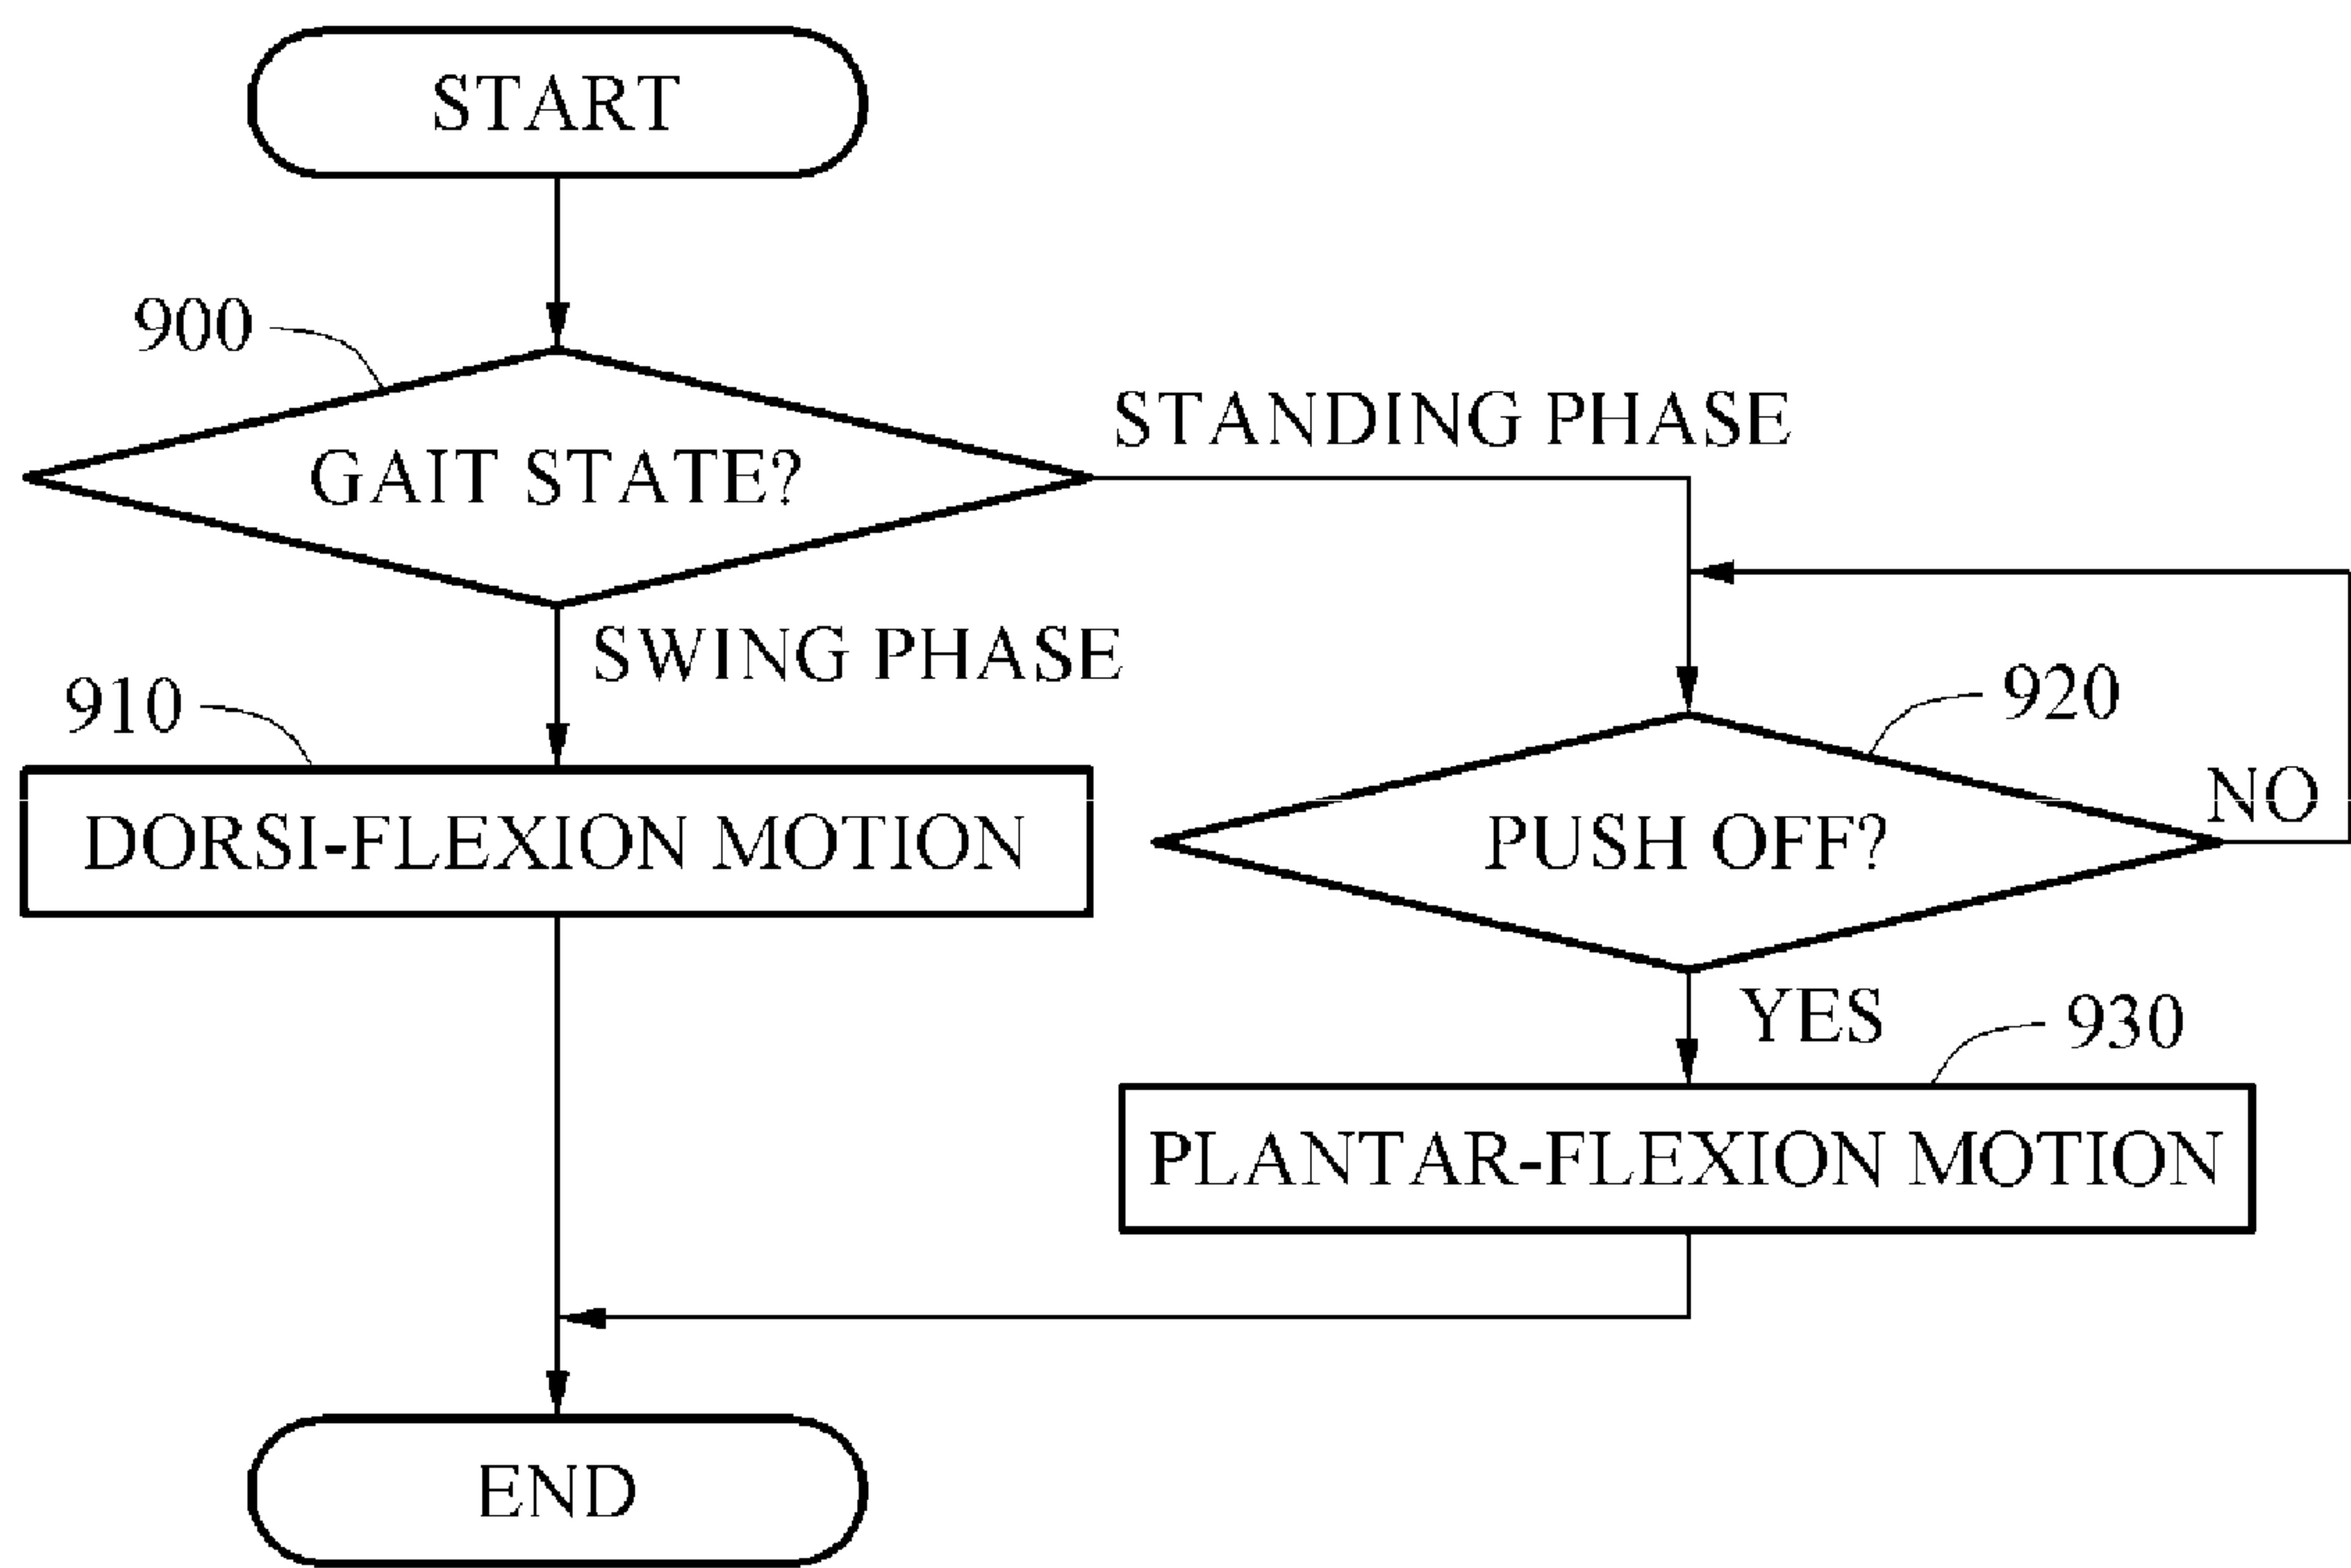 START
900
GAIT STATE?
STANDING PHASE
SWING PHASE
910
DORSI-FLEXION MOTION
920
PUSH OFF?
NO
YES
930
PLANTAR-FLEXION MOTION
END